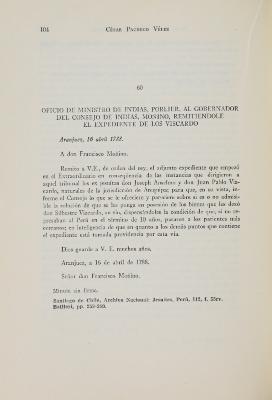 104
César Pacheco Vélez
60
OFICIO DE MINISTRO DE INDIAS, PORLIER, AL GOBERNADOR
DEL CONSEJO DE INDIAS, MOÑINO, REMITIENDOLE
EL EXPEDIENTE DE LOS VISCARDO
Aranjuez, 16 abril 1788.
A don Francisco Moñino.
Remito a V.E., de orden del rey, el adjunto expediente que empezó
en el Extraordinario en consequencia de las instancias que dirigieron a
aquel tribunal los ex jesuitas don Joseph Anselmo y don Juan Pablo Vis-
cardo, naturales de la jurisdicción de Arequipa; para que, en su vista, in-
forme el Consejo lo que se le ofreciere y pareciere sobre si es o no admisi-
ble la solución de que se les ponga en posesión de los bienes que les dexó
don Silbestre Viscardo, su tío, dispensándoles la condición de que, si no re-
gresaban al Perú en el término de 10 años, pasaren a los parientes más
cercanos; en inteligencia de que en quanto a los demás puntos que contiene
el expediente está tomada providencia por esta vía.
Dios guarde a V. E. muchos años.
Aranjuez, a 16 de abril de 1788.
Señor don Francisco Moñino.
Minuta sin firma.
Santiago de Chile, Archivo Nacional: Jesuitas, Perú, 112, f. 55rv.
Batllori, pp. 259-260.